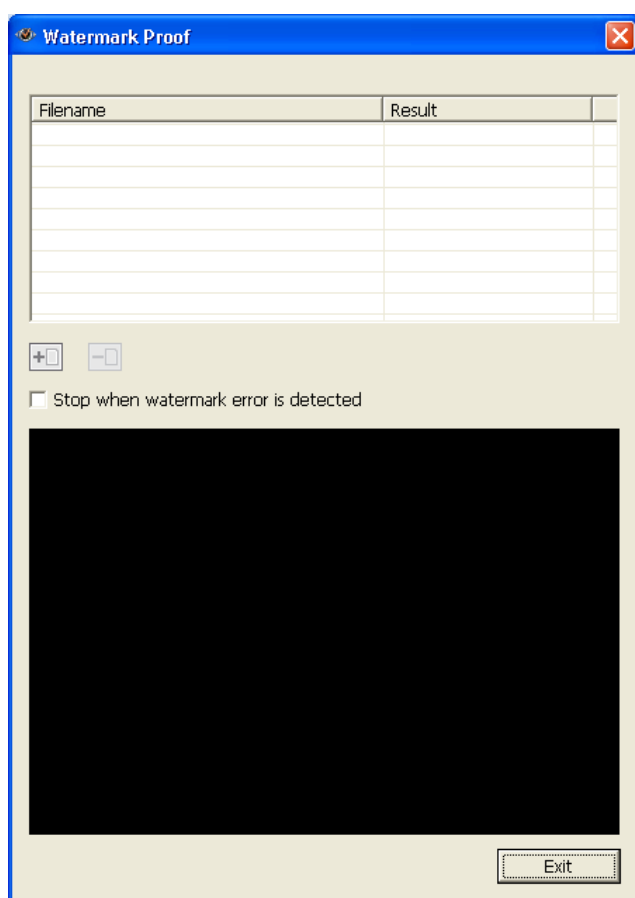 Watermark Proof
Filename Result
Stop when watermark error is detected
Exit